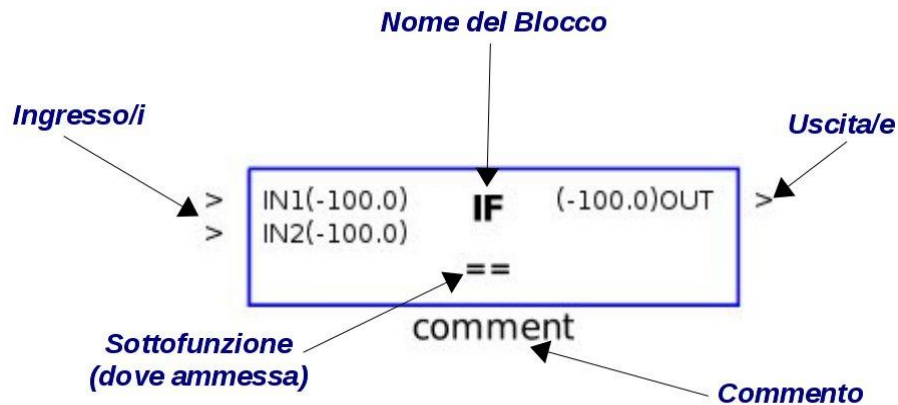 Nome del Blocco
Ingresso/i
Uscita/e
> IN1(-100.0) IF (-100.0)OUT >
> IN2(-100.0)
==
comment
Sottofunzione
(dove ammessa)
Commento